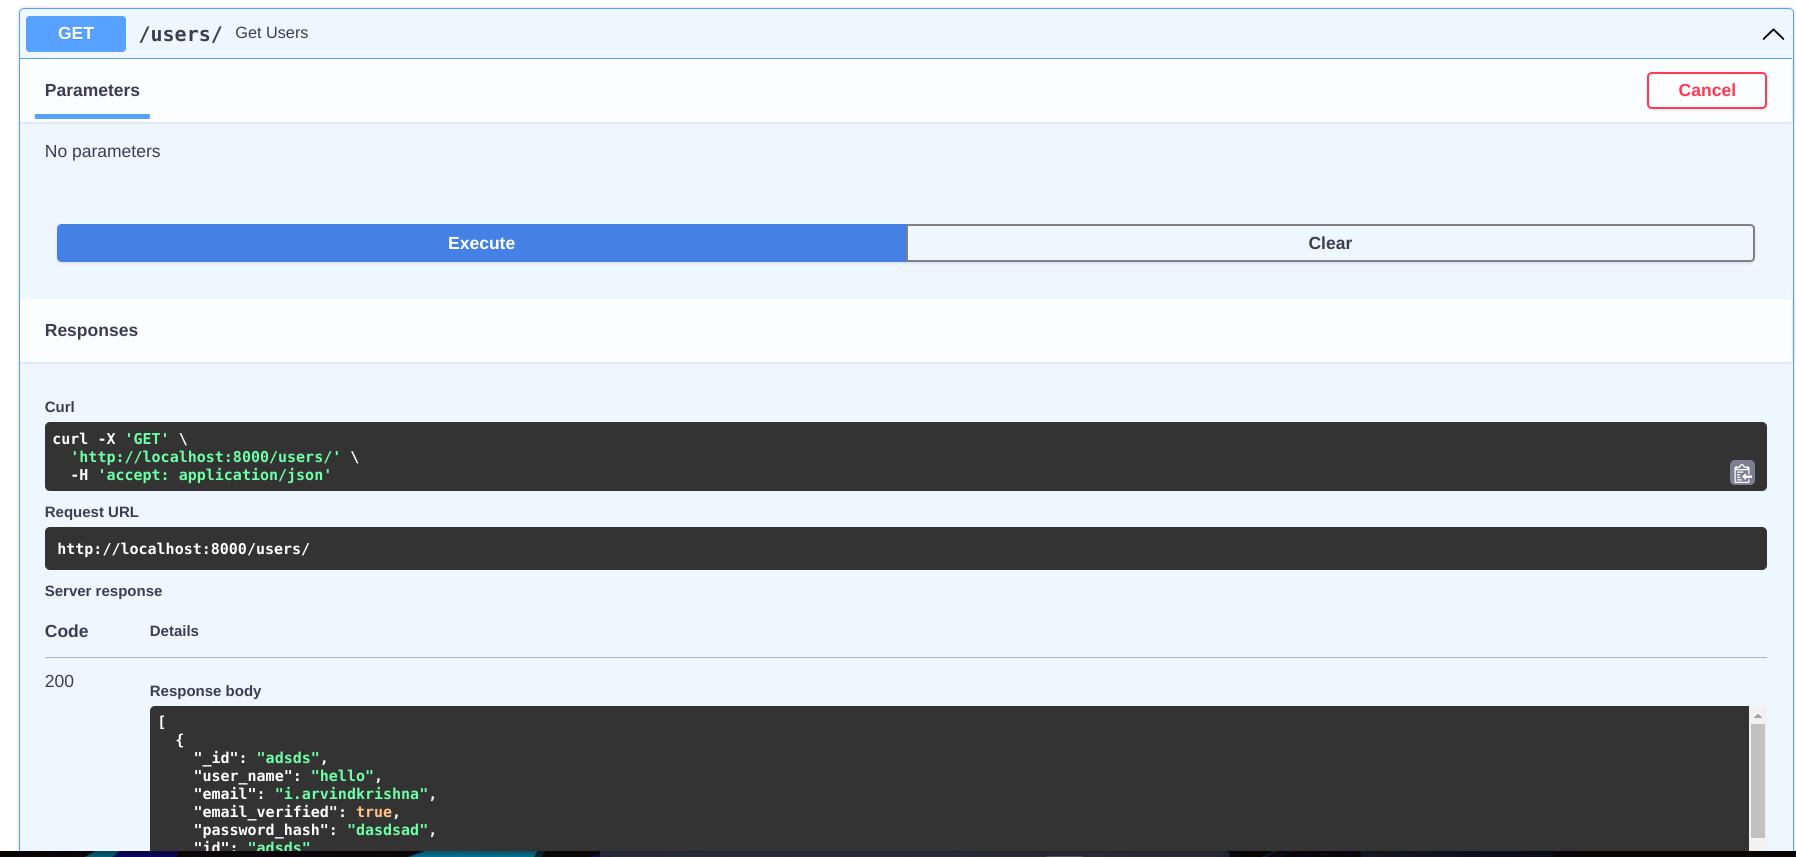 GET /users/ Get Users
Parameters
Cancel
No parameters
Execute
Clear
Responses
Curl
curl -X 'GET' \
  'http://localhost:8000/users/' \
  -H 'accept: application/json'
Request URL
http://localhost:8000/users/
Server response
Code Details
200
Response body
[
  {
    "_id": "adsds",
    "user_name": "hello",
    "email": "i.arvindkrishna",
    "email_verified": true,
    "password_hash": "dasdsad",
    "id": "adsds"